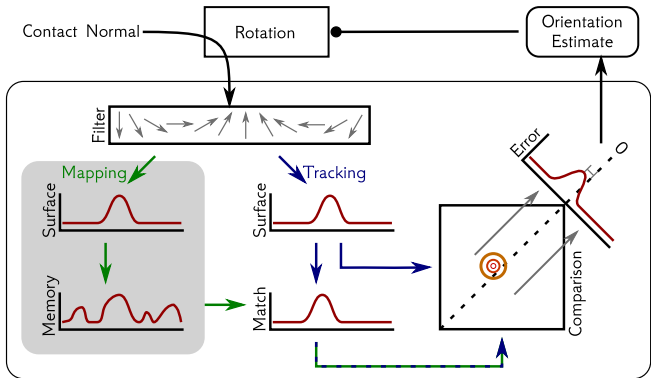 Contact Normal
Rotation
Orientation
Estimate
Filter
Mapping
Tracking
Error
0
Surface
Surface
Memory
Match
Comparison